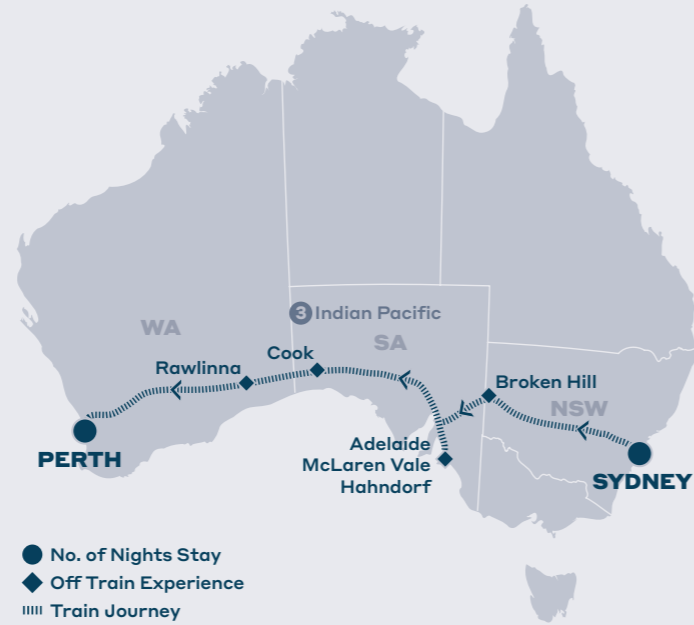 3 Indian Pacific
WA
SA
Cook
Rawlinna
Broken Hill
NSW
Adelaide
McLaren Vale
Hahndorf
PERTH
SYDNEY
No. of Nights Stay
Off Train Experience
Train Journey